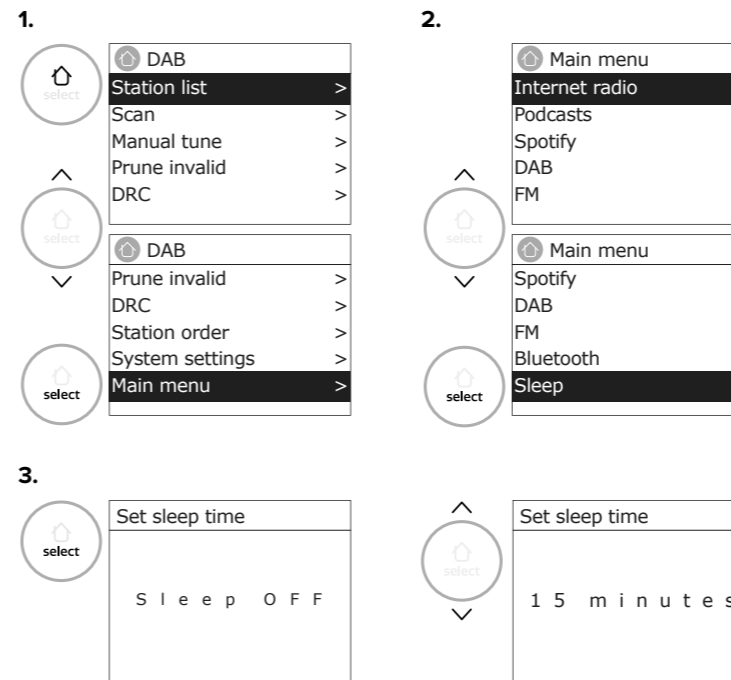 1.
select
DAB
Station list >
Scan >
Manual tune >
Prune invalid >
DRC >
select
DAB
Prune invalid >
DRC >
Station order >
System settings >
Main menu >
select
2.
Main menu
Internet radio
Podcasts
Spotify
DAB
FM
select
Main menu
Spotify
DAB
FM
Bluetooth
Sleep
select
3.
select
Set sleep time
Sleep OFF
select
Set sleep time
15 minutes